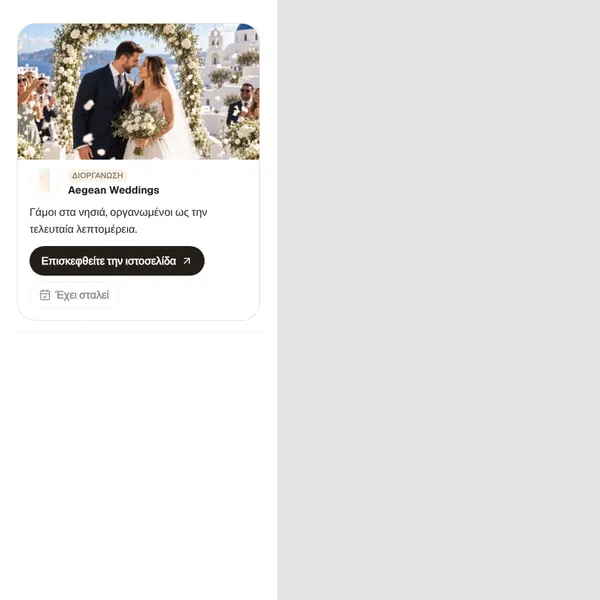 ΔΙΟΡΓΑΝΩΣΗ
Aegean Weddings
Γάμοι στα νησιά, οργανωμένοι ως την
τελευταία λεπτομέρεια.
Επισκεφθείτε την ιστοσελίδα
Έχει σταλεί